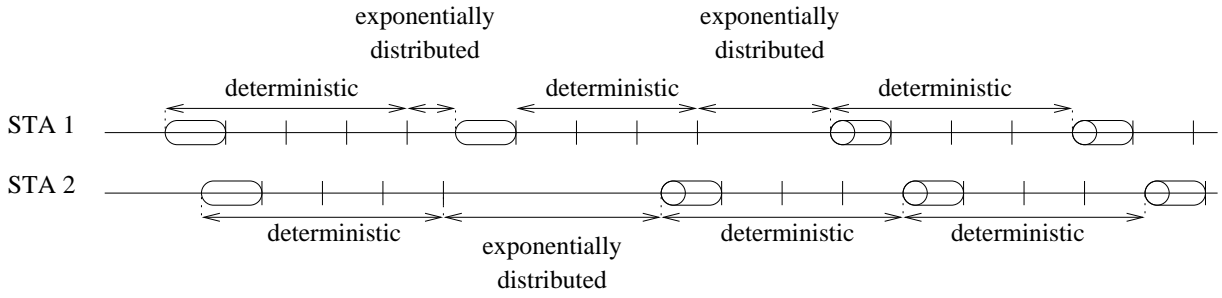 exponentially
distributed
exponentially
distributed
deterministic
deterministic
deterministic
STA 1
STA 2
deterministic
exponentially
distributed
deterministic
deterministic